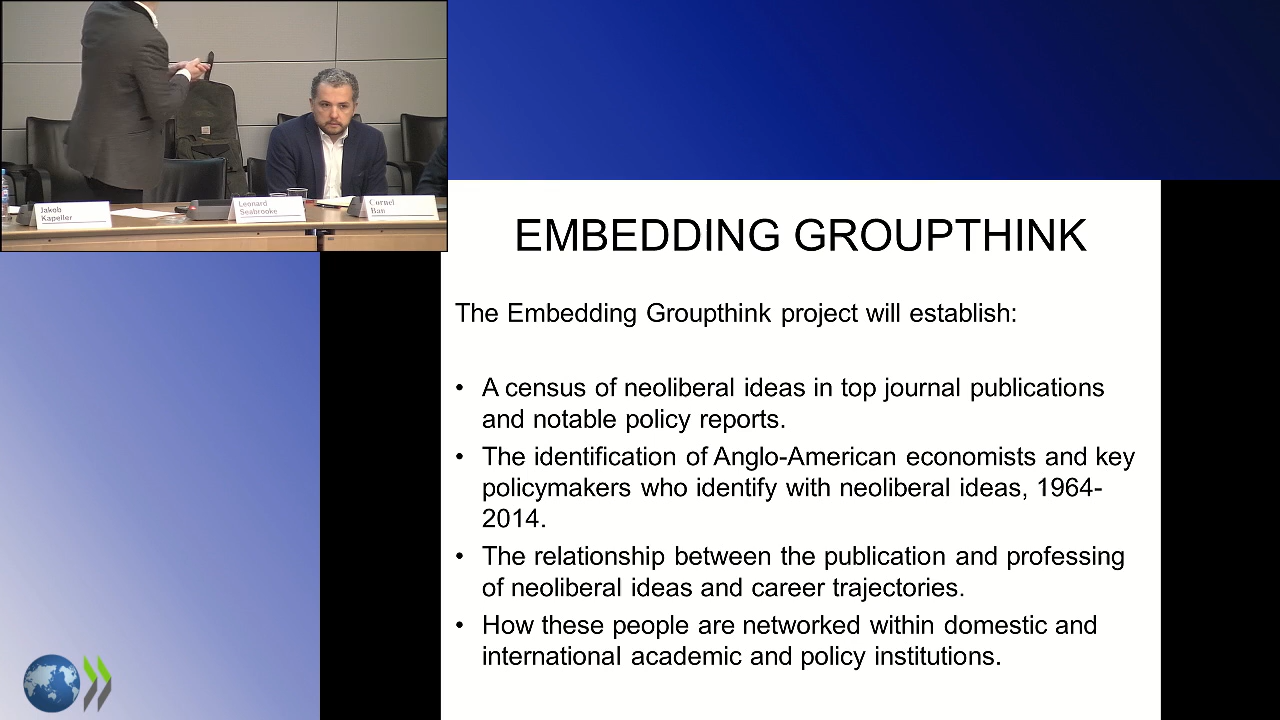 Jakob
Kapeller
Leonard
Seabrooke
Cornel
Ban
EMBEDDING GROUPTHINK
The Embedding Groupthink project will establish:
• A census of neoliberal ideas in top journal publications
and notable policy reports.
• The identification of Anglo-American economists and key
policymakers who identify with neoliberal ideas, 1964-
2014.
• The relationship between the publication and professing
of neoliberal ideas and career trajectories.
• How these people are networked within domestic and
international academic and policy institutions.